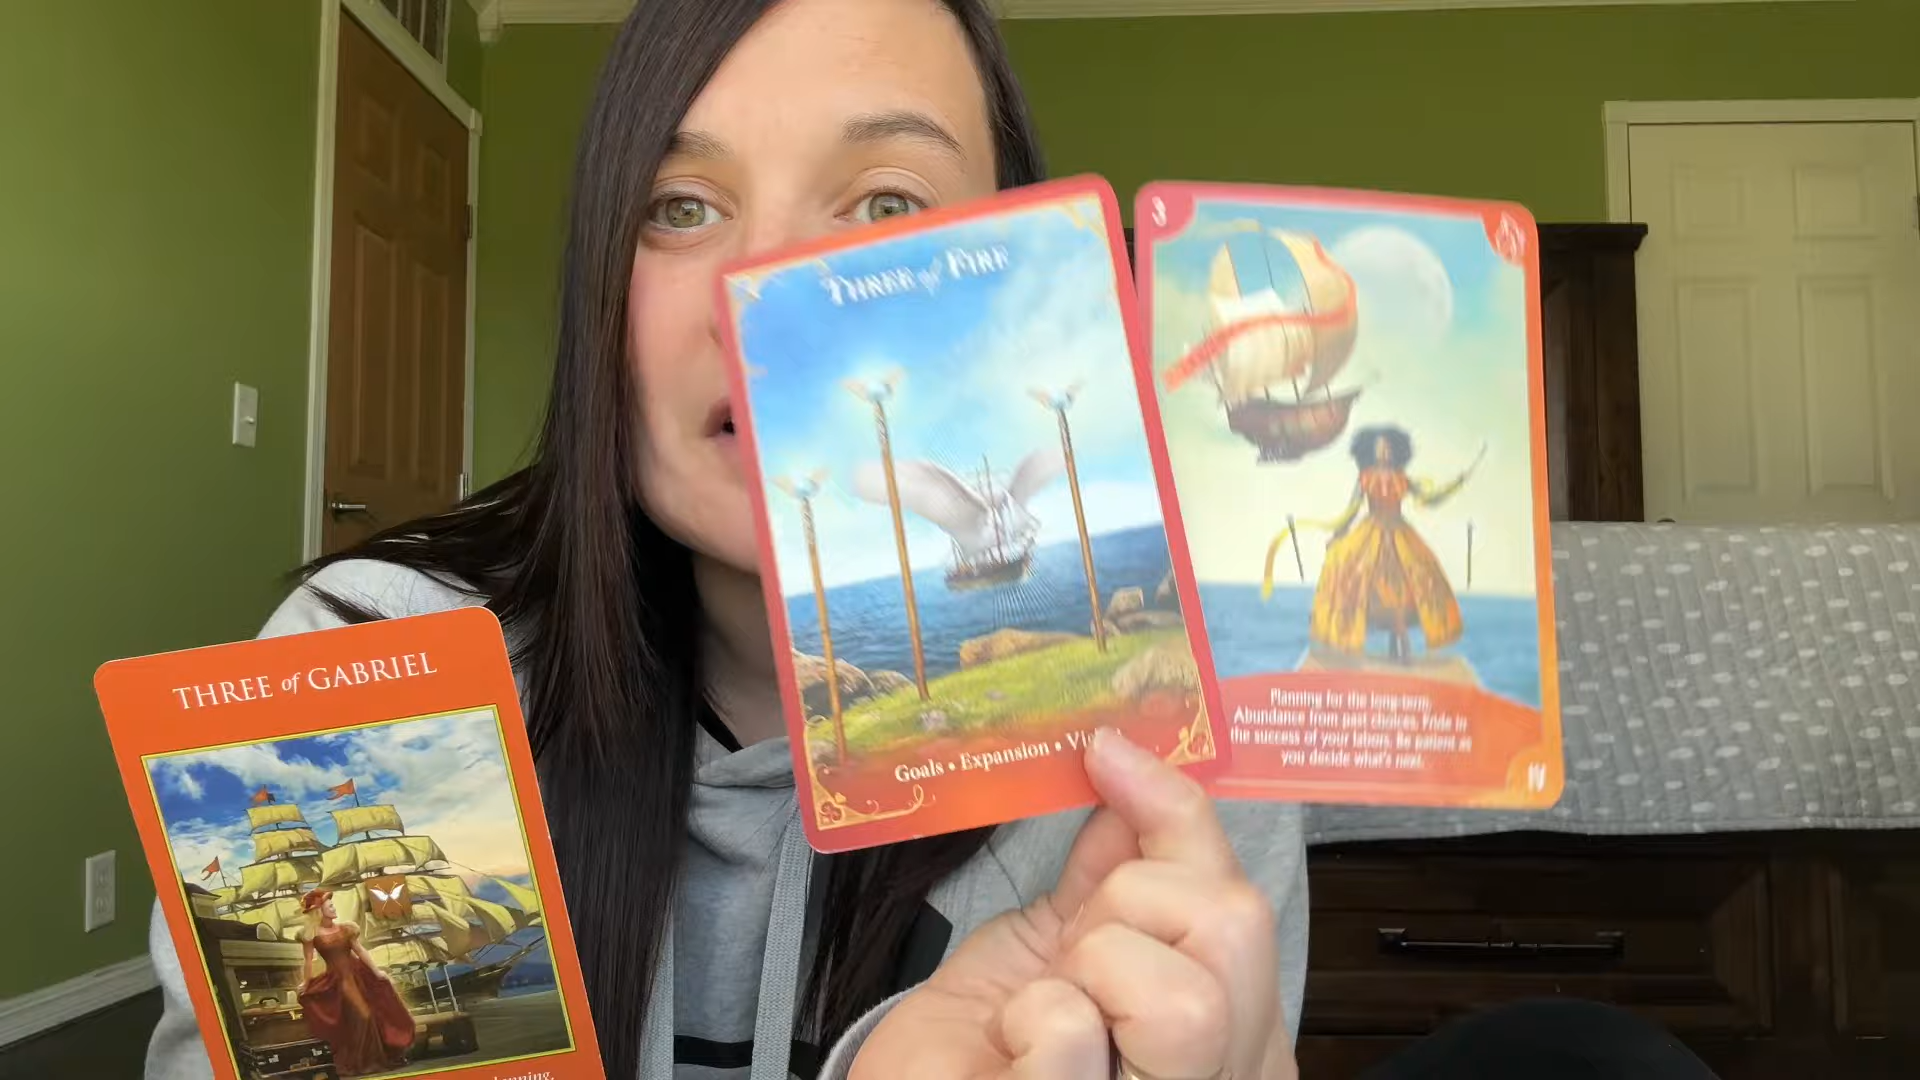 THREE of FIRE
Goals • Expansion •
3
Planning for the long-term.
Abundance from past choices. Pride in
the success of your labors. Be patient as
you decide what's next.
IV
THREE of GABRIEL